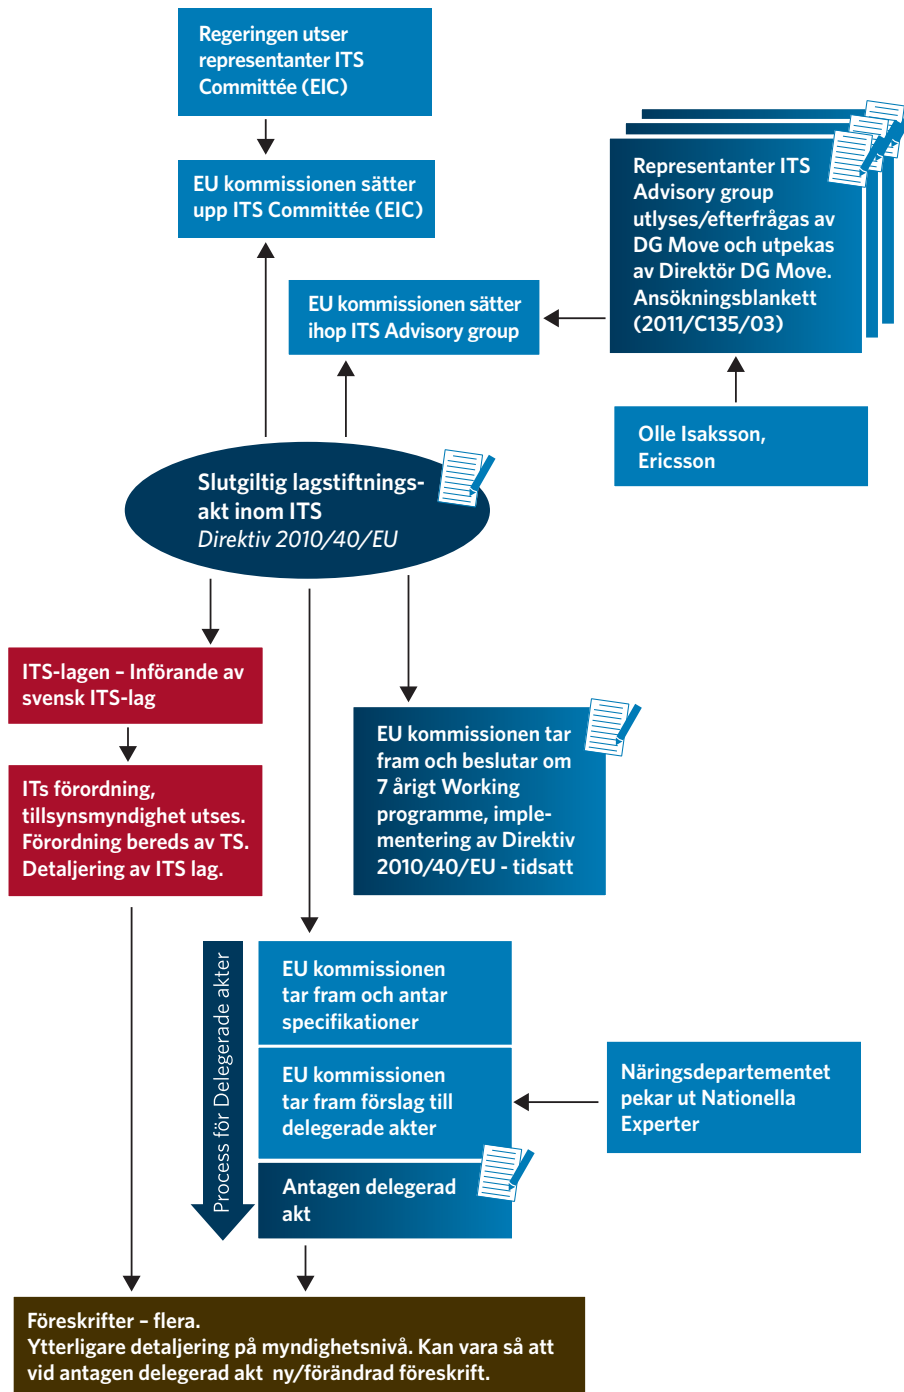 Regeringen utser
representanter ITS
Committée (EIC)
EU kommissionen sätter
upp ITS Committée (EIC)
Representanter ITS
Advisory group
utlyses/efterfrågas av
DG Move och utpekas
av Direktör DG Move.
Ansökningsblankett
(2011/C135/03)
EU kommissionen sätter
ihop ITS Advisory group
Olle Isaksson,
Ericsson
Slutgiltig lagstiftnings-
akt inom ITS
Direktiv 2010/40/EU
ITS-lagen – Införande av
svensk ITS-lag
EU kommissionen tar
fram och beslutar om
7 årigt Working
programme, imple-
mentering av Direktiv
2010/40/EU - tidsatt
ITs förordning,
tillsynsmyndighet utses.
Förordning bereds av TS.
Detaljering av ITS lag.
Process för Delegerade akter
EU kommissionen
tar fram och antar
specifikationer
EU kommissionen
tar fram förslag till
delegerade akter
Näringsdepartementet
pekar ut Nationella
Experter
Antagen delegerad
akt
Föreskrifter – flera.
Ytterligare detaljering på myndighetsnivå. Kan vara så att
vid antagen delegerad akt  ny/förändrad föreskrift.